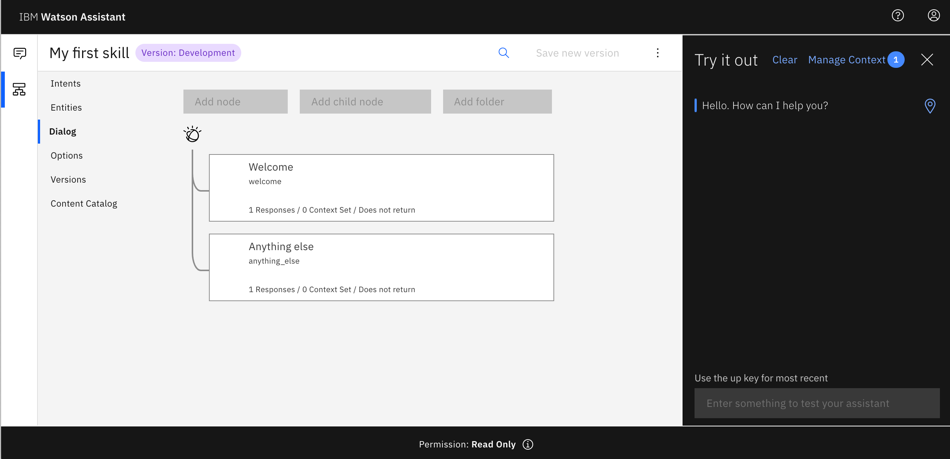 IBM Watson Assistant
My first skill
Version: Development
Save new version
Intents
Entities
Dialog
Options
Versions
Content Catalog
Add node
Add child node
Add folder
Welcome
welcome
1 Responses / 0 Context Set / Does not return
Anything else
anything_else
1 Responses / 0 Context Set / Does not return
Try it out
Clear
Manage Context 1
Hello. How can I help you?
Use the up key for most recent
Enter something to test your assistant
Permission: Read Only